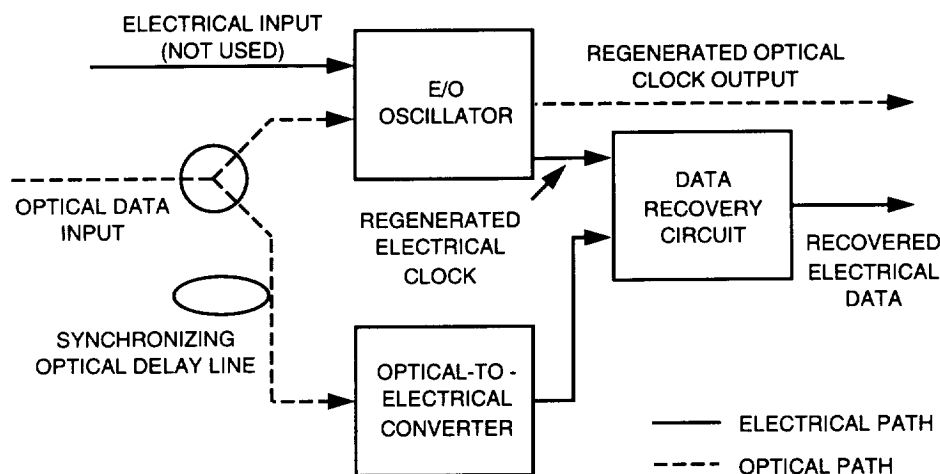 ELECTRICAL INPUT
(NOT USED)
E/O
OSCILLATOR
REGENERATED OPTICAL
CLOCK OUTPUT
OPTICAL DATA
INPUT
REGENERATED
ELECTRICAL
CLOCK
DATA
RECOVERY
CIRCUIT
RECOVERED
ELECTRICAL
DATA
SYNCHRONIZING
OPTICAL DELAY LINE
OPTICAL-TO -
ELECTRICAL
CONVERTER
ELECTRICAL PATH
OPTICAL PATH